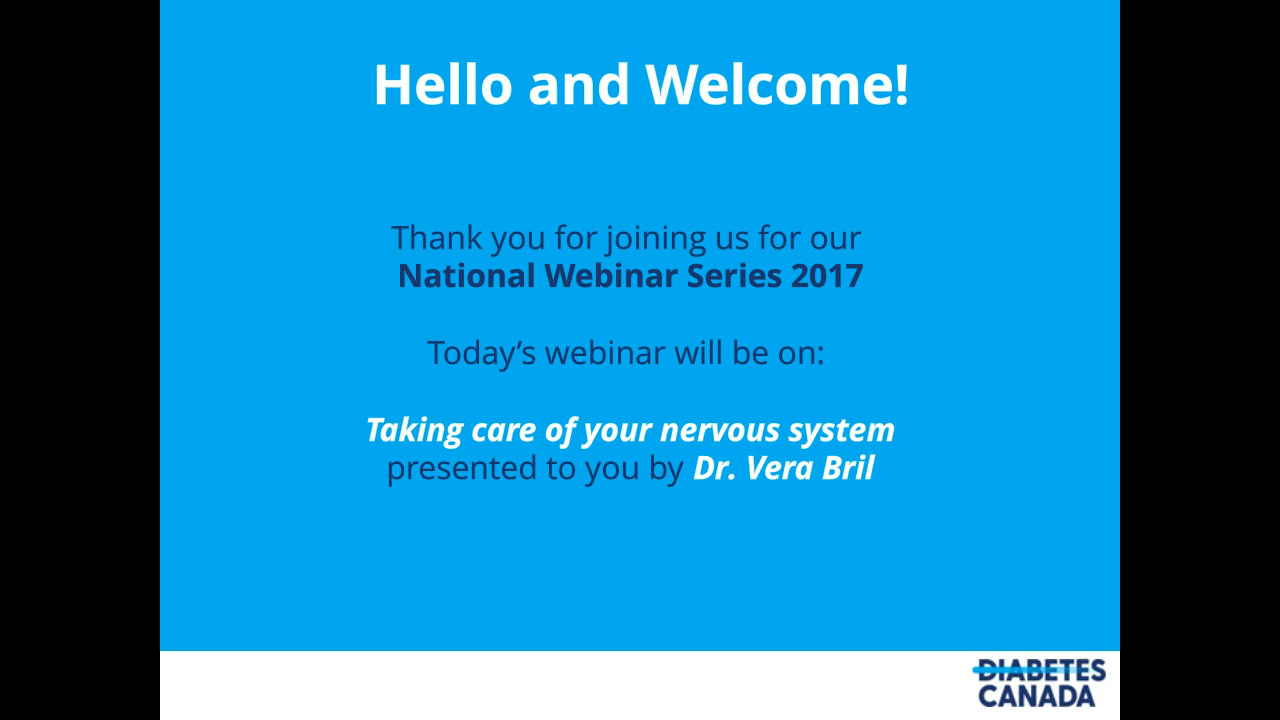 Hello and Welcome!
Thank you for joining us for our
National Webinar Series 2017
Today’s webinar will be on:
Taking care of your nervous system
presented to you by Dr. Vera Bril
DIABETES
CANADA